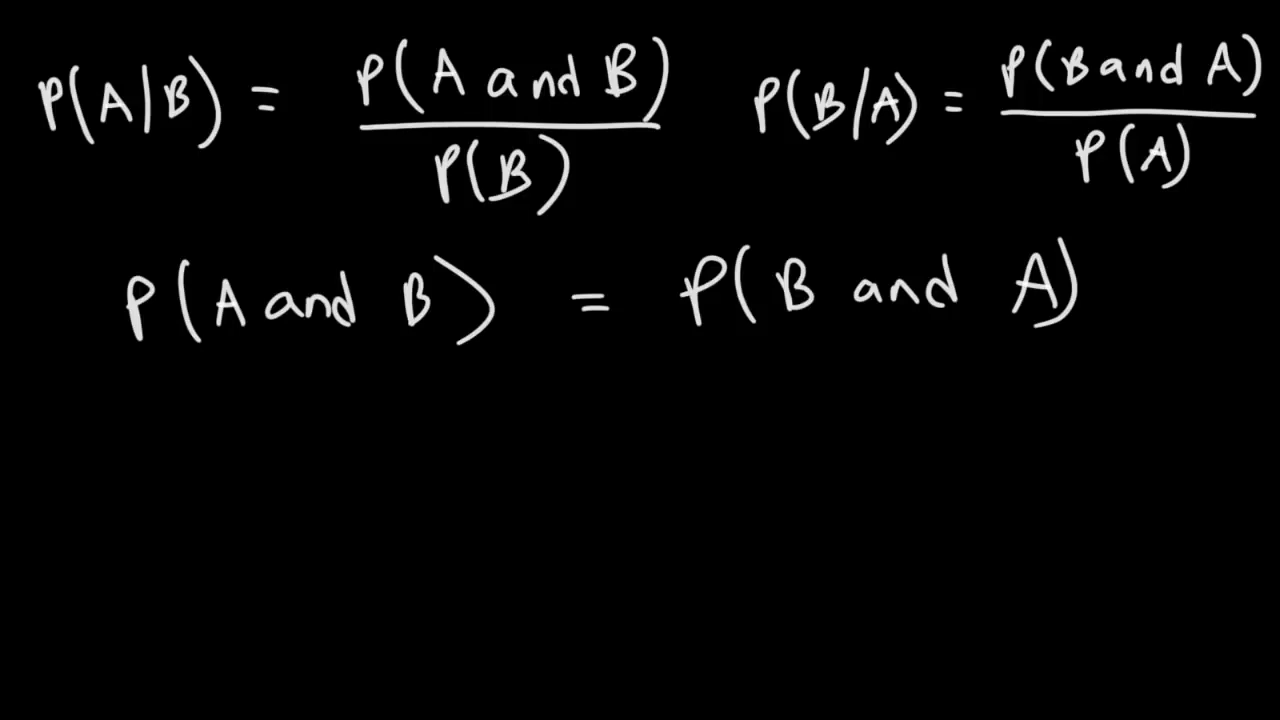 P(A|B) = P(A and B) / P(B)    P(B/A) = P(B and A) / P(A)
P(A and B) = P(B and A)